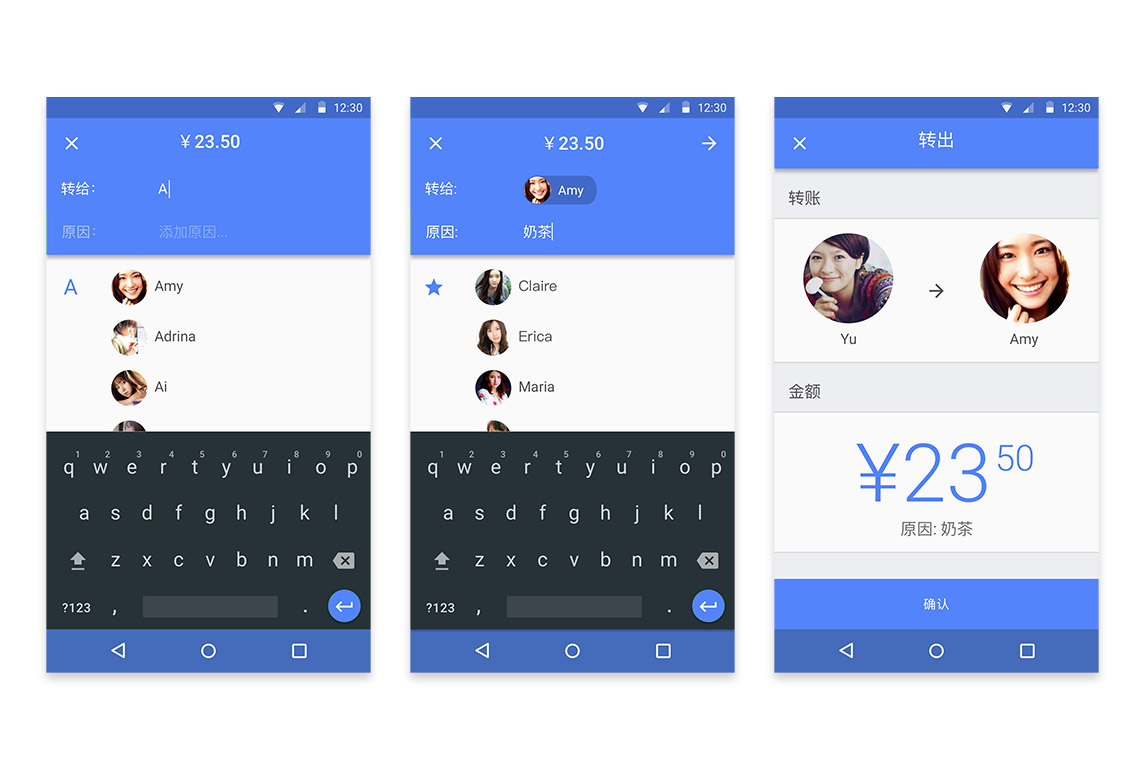 12:30
¥ 23.50
转给: A
原因: 添加原因...
A
Amy
Adrina
Ai
1 2 3 4 5 6 7 8 9 0
q w e r t y u i o p
a s d f g h j k l
z x c v b n m
?123 , .
12:30
¥ 23.50
转给: Amy
原因: 奶茶
Claire
Erica
Maria
1 2 3 4 5 6 7 8 9 0
q w e r t y u i o p
a s d f g h j k l
z x c v b n m
?123 , .
12:30
转出
转账
Yu Amy
金额
¥23 50
原因: 奶茶
确认